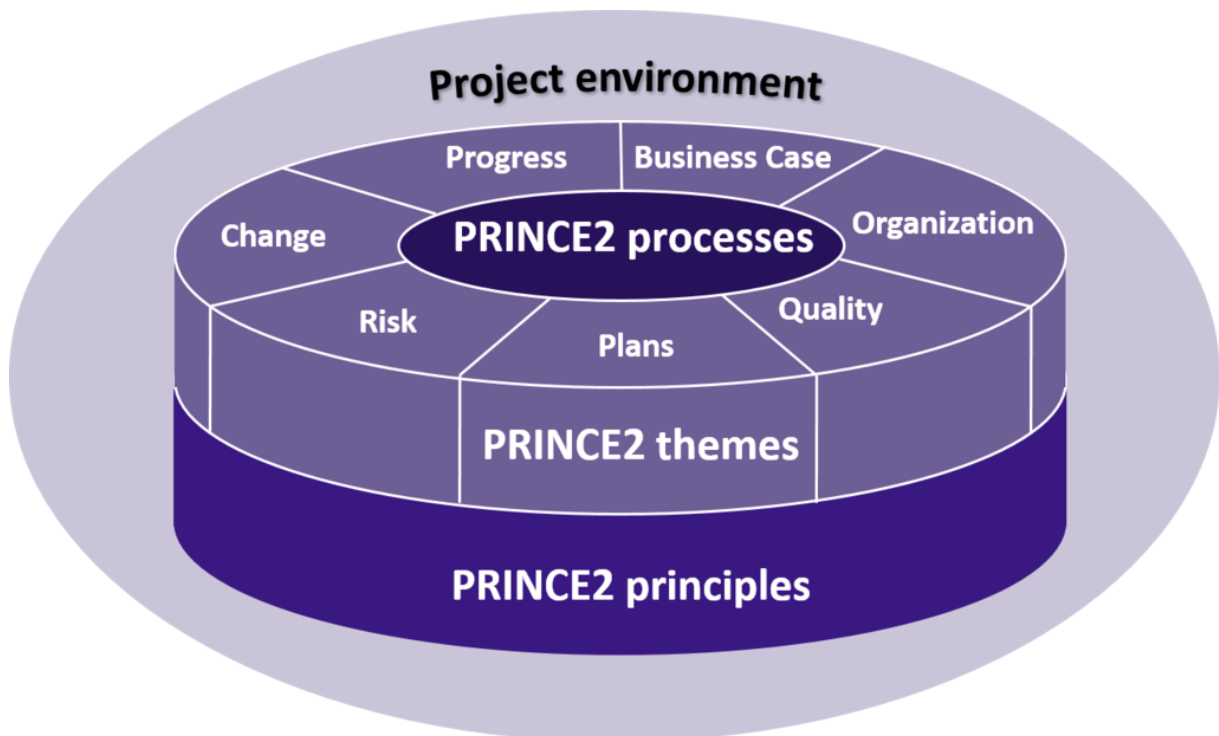 Project environment
Progress
Business Case
Change
PRINCE2 processes
Organization
Risk
Plans
Quality
PRINCE2 themes
PRINCE2 principles